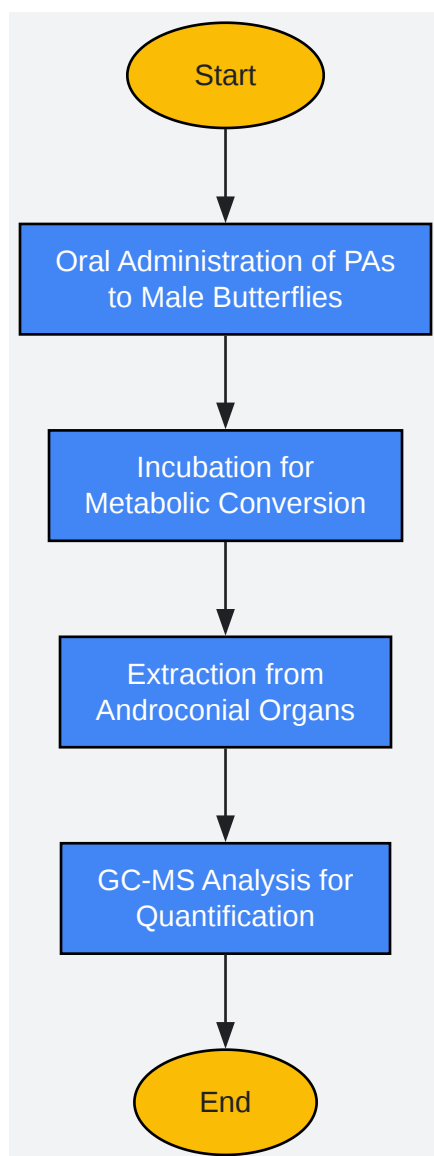 Start
Oral Administration of PAs
to Male Butterflies
Incubation for
Metabolic Conversion
Extraction from
Androconial Organs
GC-MS Analysis for
Quantification
End